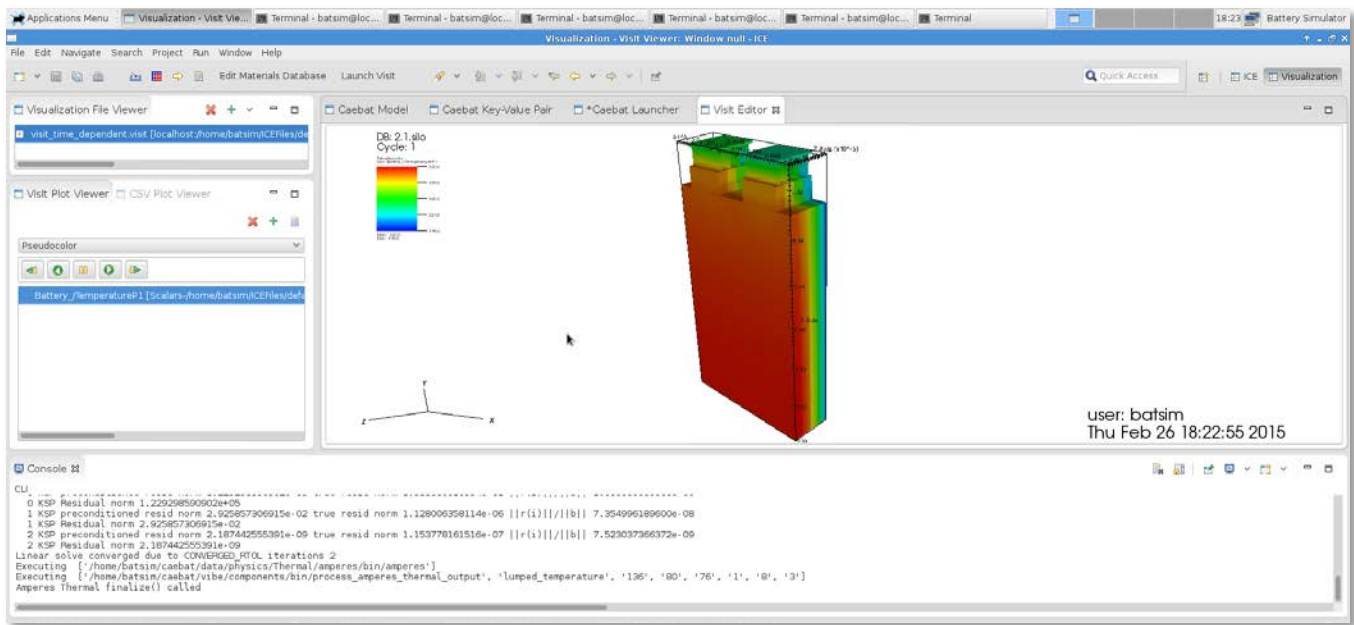 Applications Menu
Visualization - VisIt Vie...
Terminal - batsim@loc...
Terminal - batsim@loc...
Terminal - batsim@loc...
Terminal - batsim@loc...
Terminal - batsim@loc...
Terminal
18:23
Battery Simulator
Visualization - VisIt Viewer: Window null - ICE
File Edit Navigate Search Project Run Window Help
Edit Materials Database Launch VisIt
Quick Access
ICE
Visualization
Visualization File Viewer
visit_time_dependent.visit [localhost:/home/batsim/ICEFiles/de
VisIt Plot Viewer
CSV Plot Viewer
Pseudocolor
Battery_/TemperatureP1 [Scalars-/home/batsim/ICEFiles/defa
Caebat Model
Caebat Key-Value Pair
*Caebat Launcher
VisIt Editor
DB: 2.1.silo
Cycle: 1
Y
Z
X
user: batsim
Thu Feb 26 18:22:55 2015
Console
CLI
0 KSP Residual norm 1.229298590902e+05
1 KSP preconditioned resid norm 2.925857306915e-02 true resid norm 1.128006358114e-06 ||r(i)||/||b|| 7.354996189600e-08
1 KSP Residual norm 2.925857306915e-02
2 KSP preconditioned resid norm 2.187442555391e-09 true resid norm 1.153778161516e-07 ||r(i)||/||b|| 7.523037366372e-09
2 KSP Residual norm 2.187442555391e-09
Linear solve converged due to CONVERGED_RTOL iterations 2
Executing ['/home/batsim/caebat/data/physics/Thermal/amperes/bin/amperes']
Executing ['/home/batsim/caebat/vibe/components/bin/process_amperes_thermal_output', 'lumped_temperature', '136', '80', '76', '1', '8', '3']
Amperes Thermal finalize() called